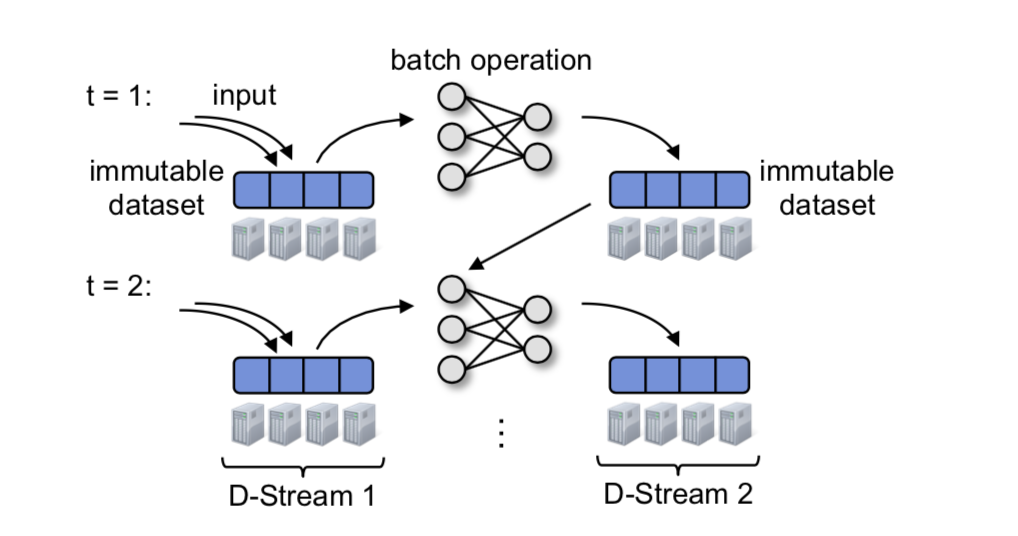 batch operation
t = 1:
input
immutable
dataset
immutable
dataset
t = 2:
⋮
D-Stream 1
D-Stream 2